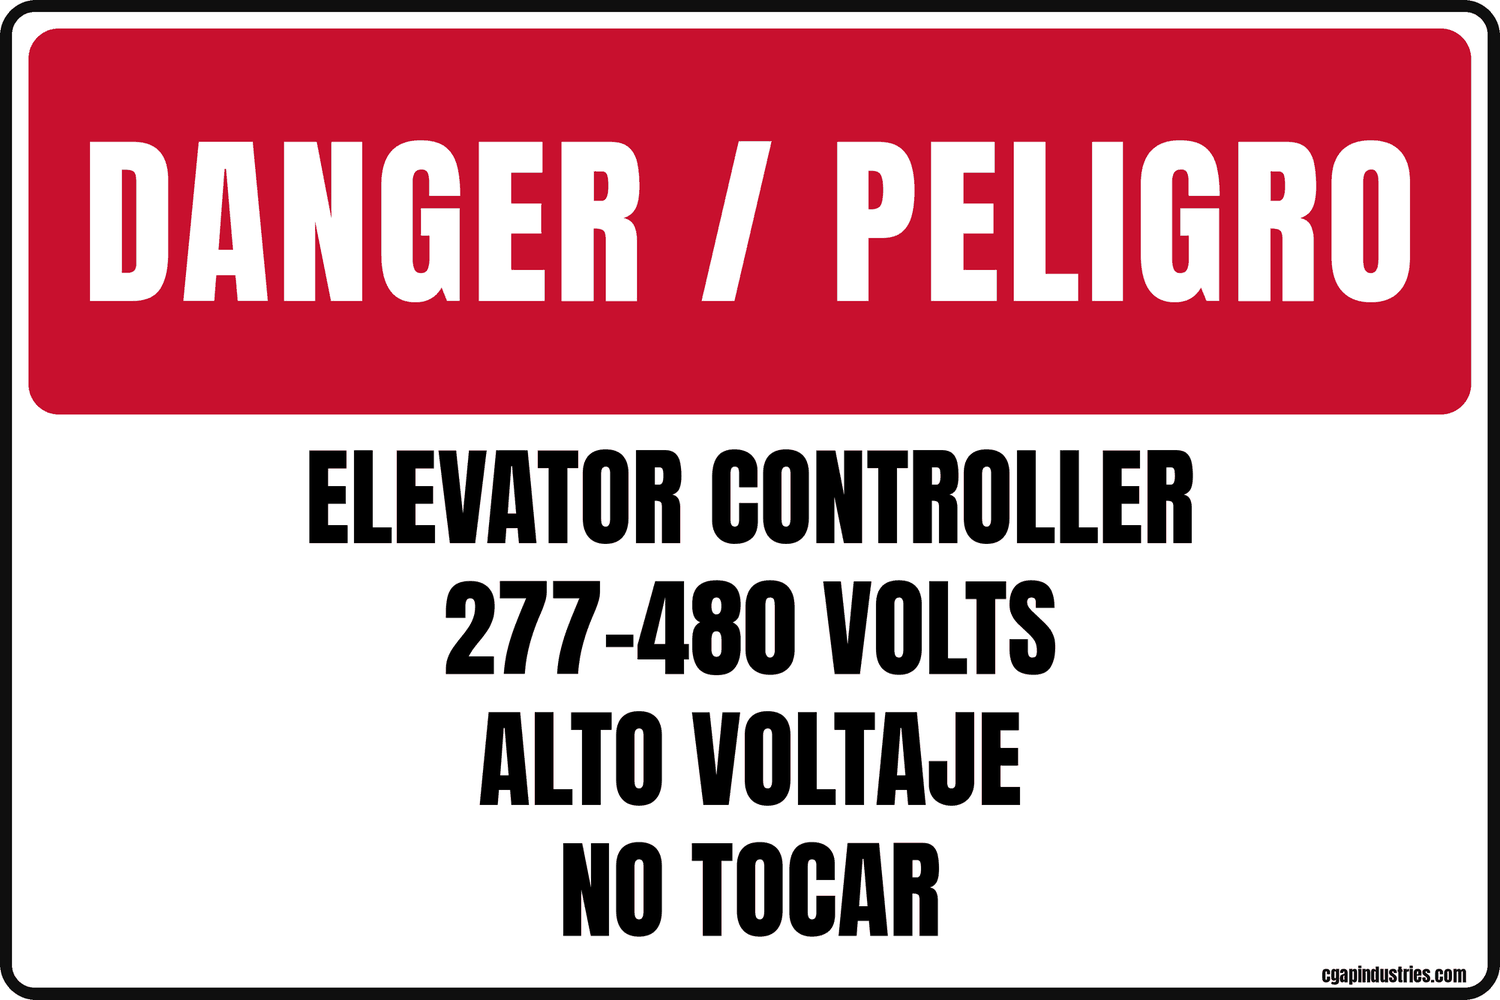 DANGER / PELIGRO
ELEVATOR CONTROLLER
277-480 VOLTS
ALTO VOLTAJE
NO TOCAR
cgapindustries.com